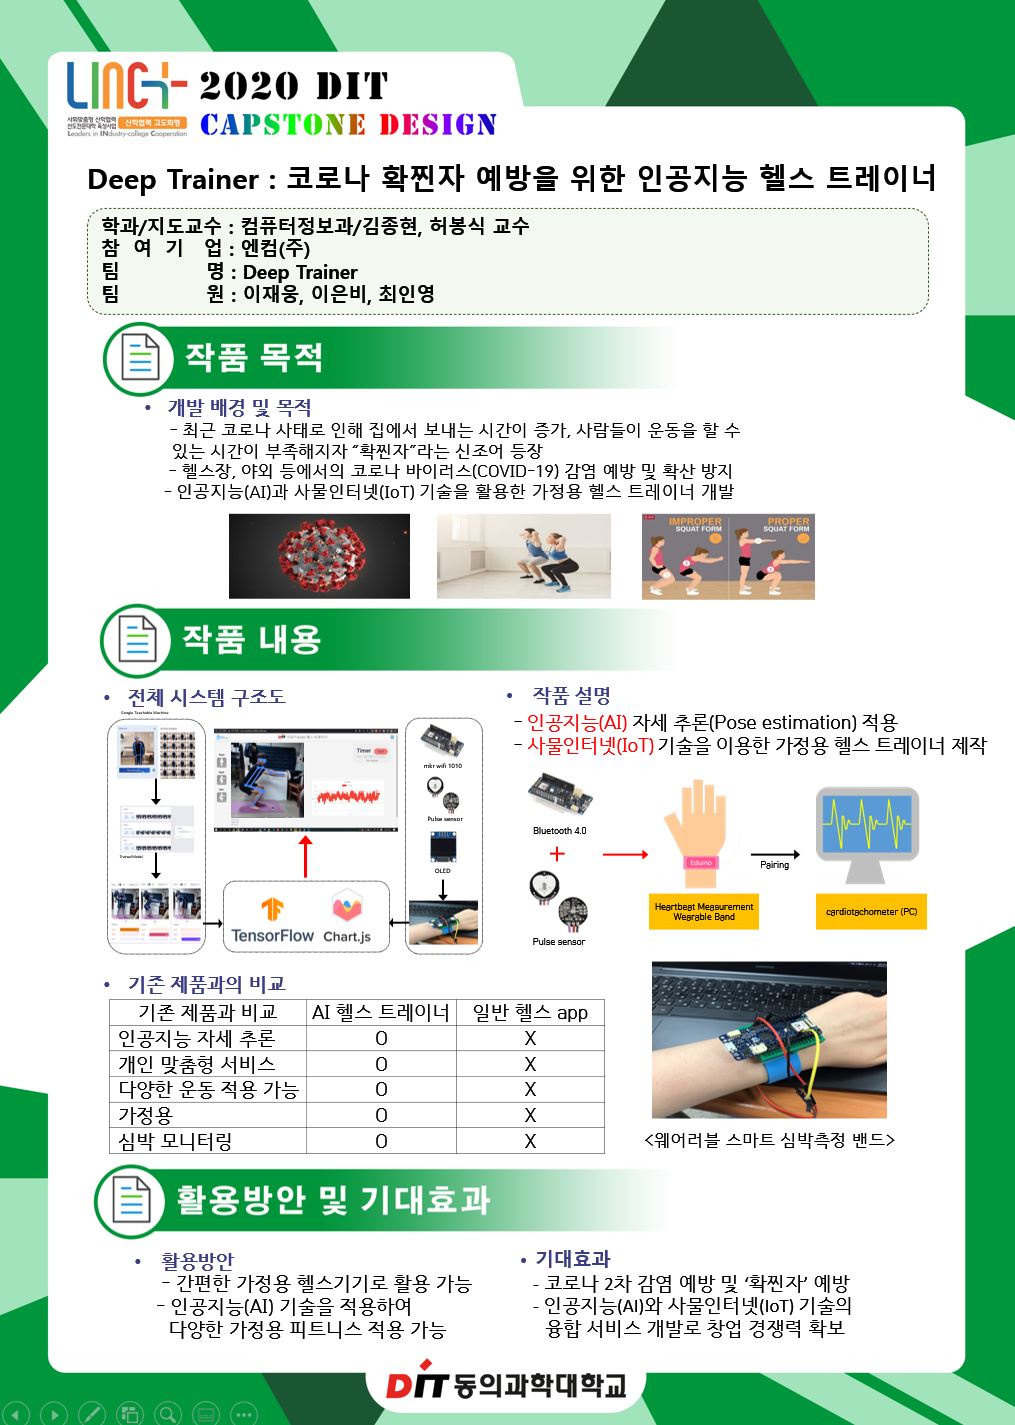 LINC+
사회맞춤형 산학협력
선도전문대학 육성사업 산학협력 고도화형
Leaders in INdustry-college Cooperation
2020 DIT
CAPSTONE DESIGN
Deep Trainer : 코로나 확찐자 예방을 위한 인공지능 헬스 트레이너
학과/지도교수 : 컴퓨터정보과/김종현, 허봉식 교수
참 여 기 업 : 엔컴(주)
팀 명 : Deep Trainer
팀 원 : 이재웅, 이은비, 최인영
작품 목적
• 개발 배경 및 목적
- 최근 코로나 사태로 인해 집에서 보내는 시간이 증가, 사람들이 운동을 할 수
있는 시간이 부족해지자 “확찐자”라는 신조어 등장
- 헬스장, 야외 등에서의 코로나 바이러스(COVID-19) 감염 예방 및 확산 방지
- 인공지능(AI)과 사물인터넷(IoT) 기술을 활용한 가정용 헬스 트레이너 개발
IMPROPER
SQUAT FORM
PROPER
SQUAT FORM
작품 내용
• 전체 시스템 구조도
Google Teachable Machine
Trained Model
Timer
mkr wifi 1010
Pulse sensor
OLED
TensorFlow
Chart.js
• 작품 설명
- 인공지능(AI) 자세 추론(Pose estimation) 적용
- 사물인터넷(IoT) 기술을 이용한 가정용 헬스 트레이너 제작
Bluetooth 4.0
+
Pulse sensor
Eduino
Heartbeat Measurement
Wearable Band
Pairing
cardiotachometer (PC)
• 기존 제품과의 비교
기존 제품과 비교 AI 헬스 트레이너 일반 헬스 app
인공지능 자세 추론 O X
개인 맞춤형 서비스 O X
다양한 운동 적용 가능 O X
가정용 O X
심박 모니터링 O X
<웨어러블 스마트 심박측정 밴드>
활용방안 및 기대효과
• 활용방안
- 간편한 가정용 헬스기기로 활용 가능
- 인공지능(AI) 기술을 적용하여
다양한 가정용 피트니스 적용 가능
• 기대효과
- 코로나 2차 감염 예방 및 ‘확찐자’ 예방
- 인공지능(AI)와 사물인터넷(IoT) 기술의
융합 서비스 개발로 창업 경쟁력 확보
DIT 동의과학대학교